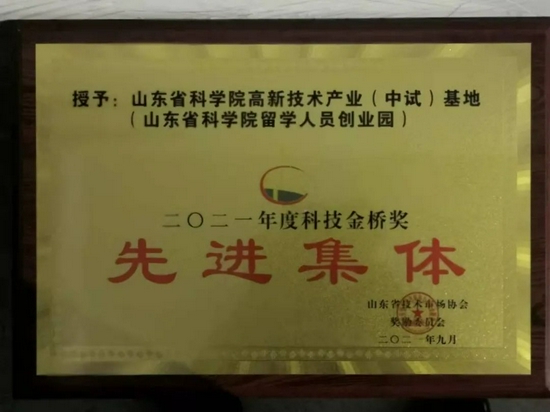 授予：山东省科学院高新技术产业（中试）基地
（山东省科学院留学人员创业园）
二〇二一年度科技金桥奖
先进集体
山东省技术市场协会
奖励委员会
二〇二一年九月